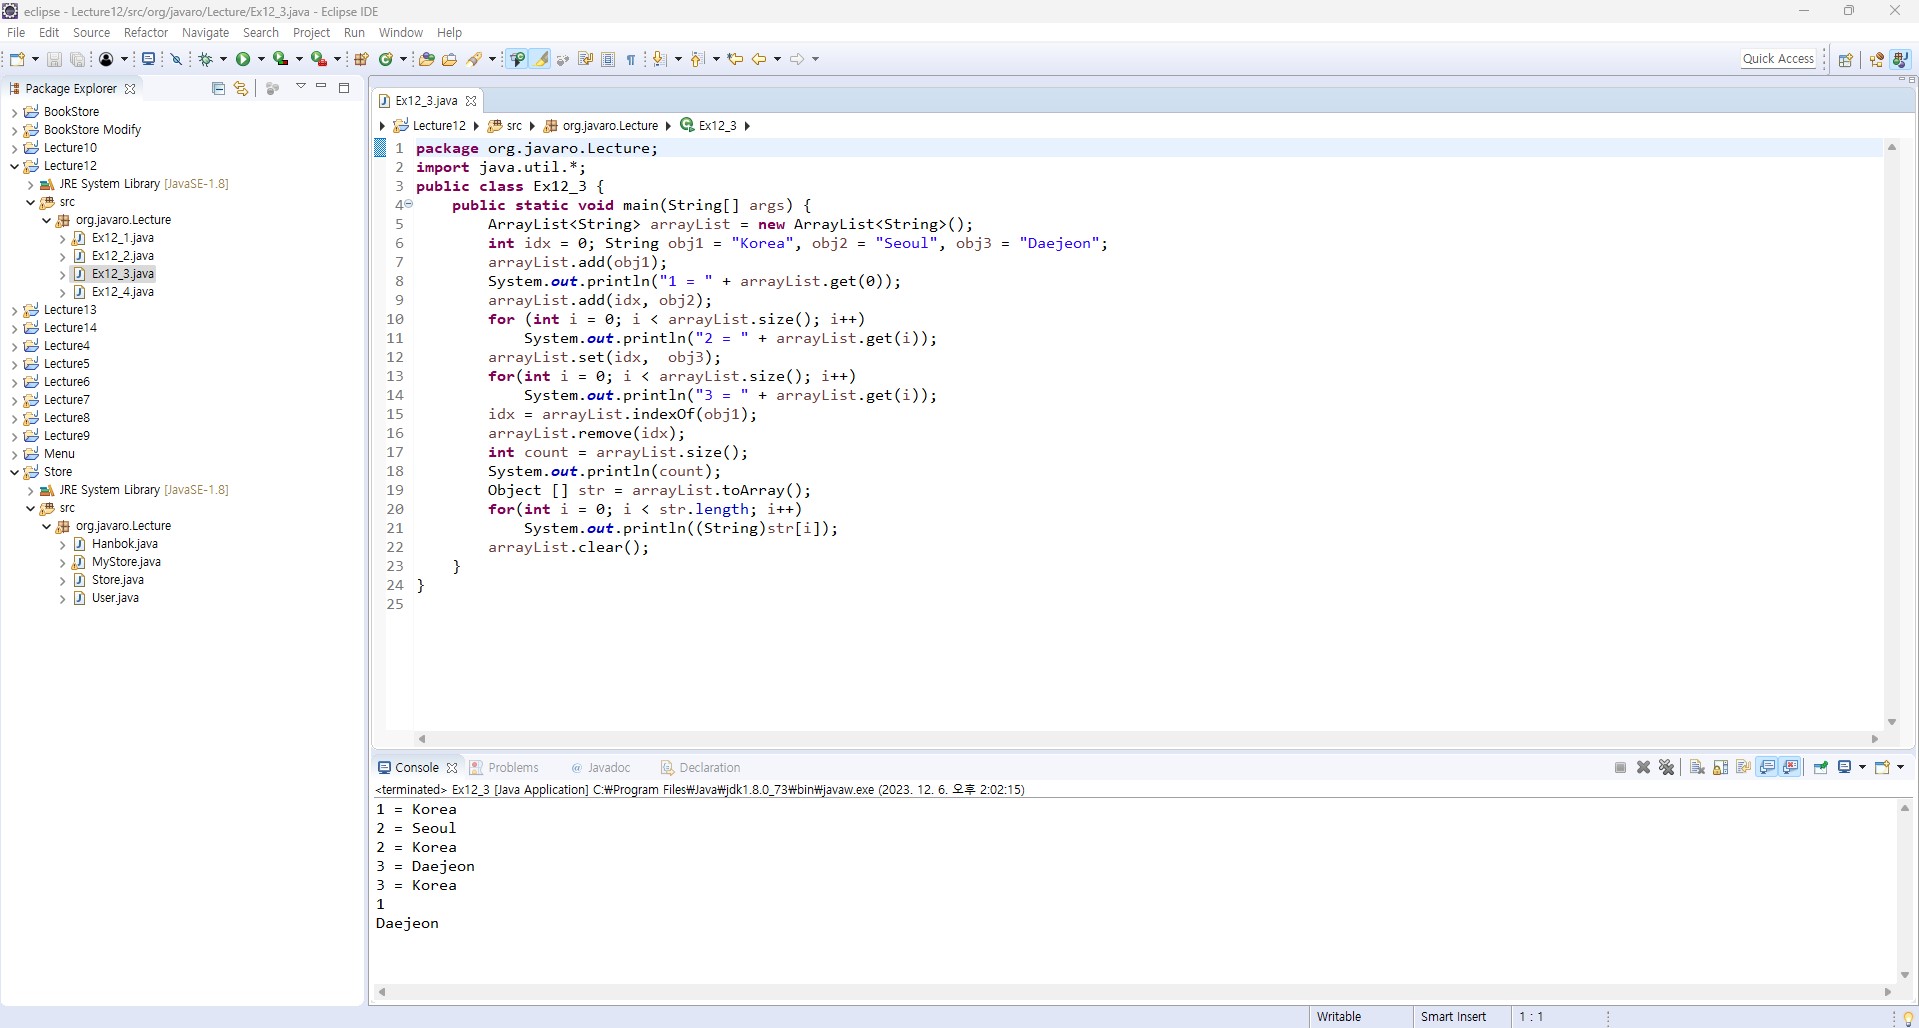 eclipse - Lecture12/src/org/javaro/Lecture/Ex12_3.java - Eclipse IDE
File Edit Source Refactor Navigate Search Project Run Window Help
Quick Access
Package Explorer
BookStore
BookStore Modify
Lecture10
Lecture12
JRE System Library [JavaSE-1.8]
src
org.javaro.Lecture
Ex12_1.java
Ex12_2.java
Ex12_3.java
Ex12_4.java
Lecture13
Lecture14
Lecture4
Lecture5
Lecture6
Lecture7
Lecture8
Lecture9
Menu
Store
JRE System Library [JavaSE-1.8]
src
org.javaro.Lecture
Hanbok.java
MyStore.java
Store.java
User.java
Ex12_3.java
Lecture12 src org.javaro.Lecture Ex12_3
1 package org.javaro.Lecture;
2 import java.util.*;
3 public class Ex12_3 {
4 public static void main(String[] args) {
5 ArrayList<String> arrayList = new ArrayList<String>();
6 int idx = 0; String obj1 = "Korea", obj2 = "Seoul", obj3 = "Daejeon";
7 arrayList.add(obj1);
8 System.out.println("1 = " + arrayList.get(0));
9 arrayList.add(idx, obj2);
10 for (int i = 0; i < arrayList.size(); i++)
11 System.out.println("2 = " + arrayList.get(i));
12 arrayList.set(idx,  obj3);
13 for(int i = 0; i < arrayList.size(); i++)
14 System.out.println("3 = " + arrayList.get(i));
15 idx = arrayList.indexOf(obj1);
16 arrayList.remove(idx);
17 int count = arrayList.size();
18 System.out.println(count);
19 Object [] str = arrayList.toArray();
20 for(int i = 0; i < str.length; i++)
21 System.out.println((String)str[i]);
22 arrayList.clear();
23 }
24 }
25
Console Problems @ Javadoc Declaration
<terminated> Ex12_3 [Java Application] C:₩Program Files₩Java₩jdk1.8.0_73₩bin₩javaw.exe (2023. 12. 6. 오후 2:02:15)
1 = Korea
2 = Seoul
2 = Korea
3 = Daejeon
3 = Korea
1
Daejeon
Writable Smart Insert 1 : 1